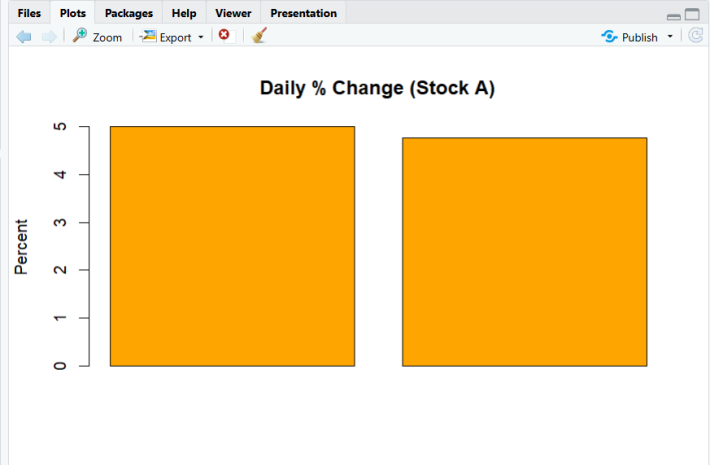 Files Plots Packages Help Viewer Presentation
Zoom Export Publish
Daily % Change (Stock A)
Percent
5
4
3
2
1
0